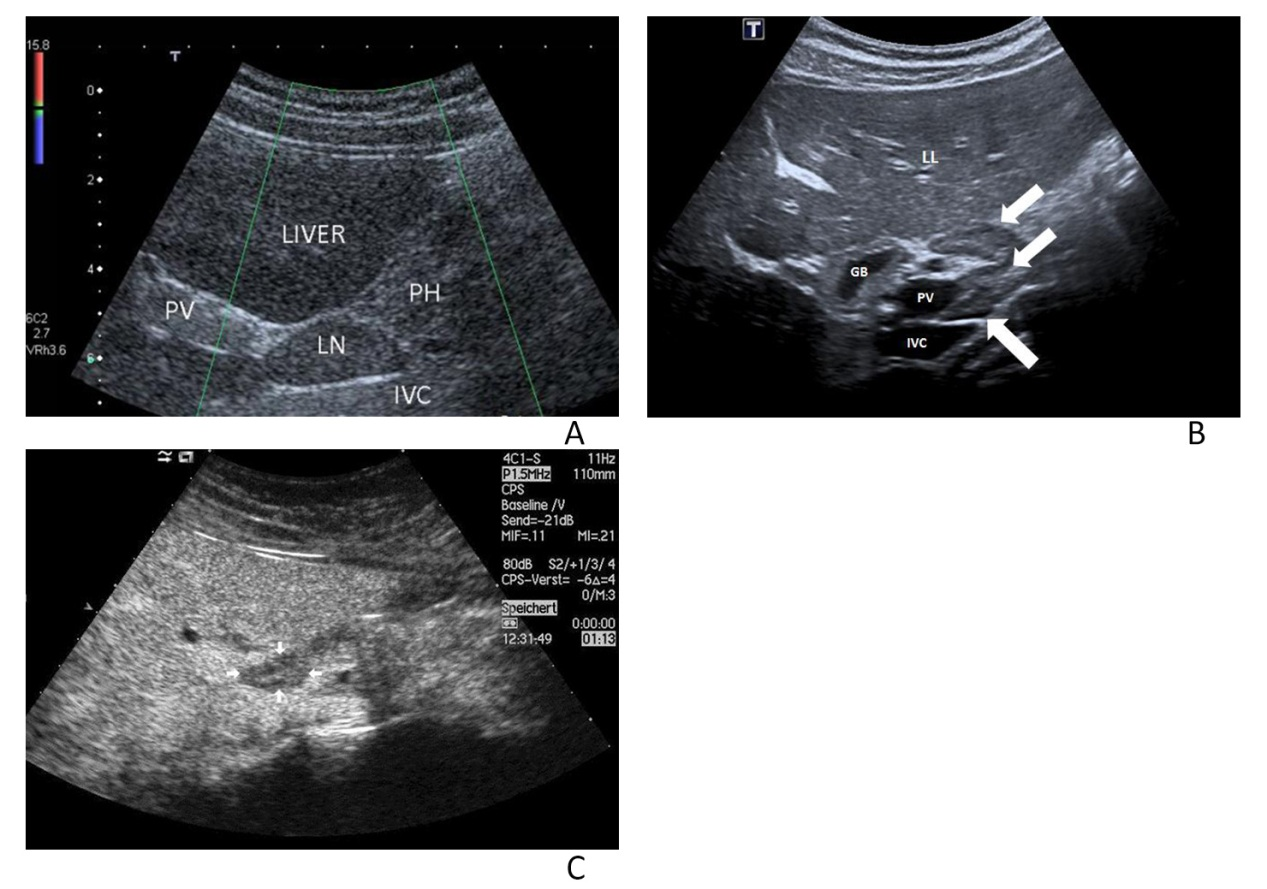 15.8
T
0
2
LIVER
4
PH
PV
6C2
2.7
LN
VRh3.6
6
IVC
A
T
LL
GB
PV
IVC
B
4C1-S 11Hz
P1.5MHz 110mm
CPS
Baseline /V
Send=-21dB
MIF=.11 MI=.21
80dB S2/+1/3/4
CPS-Verst= -6△=4
0/M:3
Speichert
0:00:00
12:31:49 01:13
C